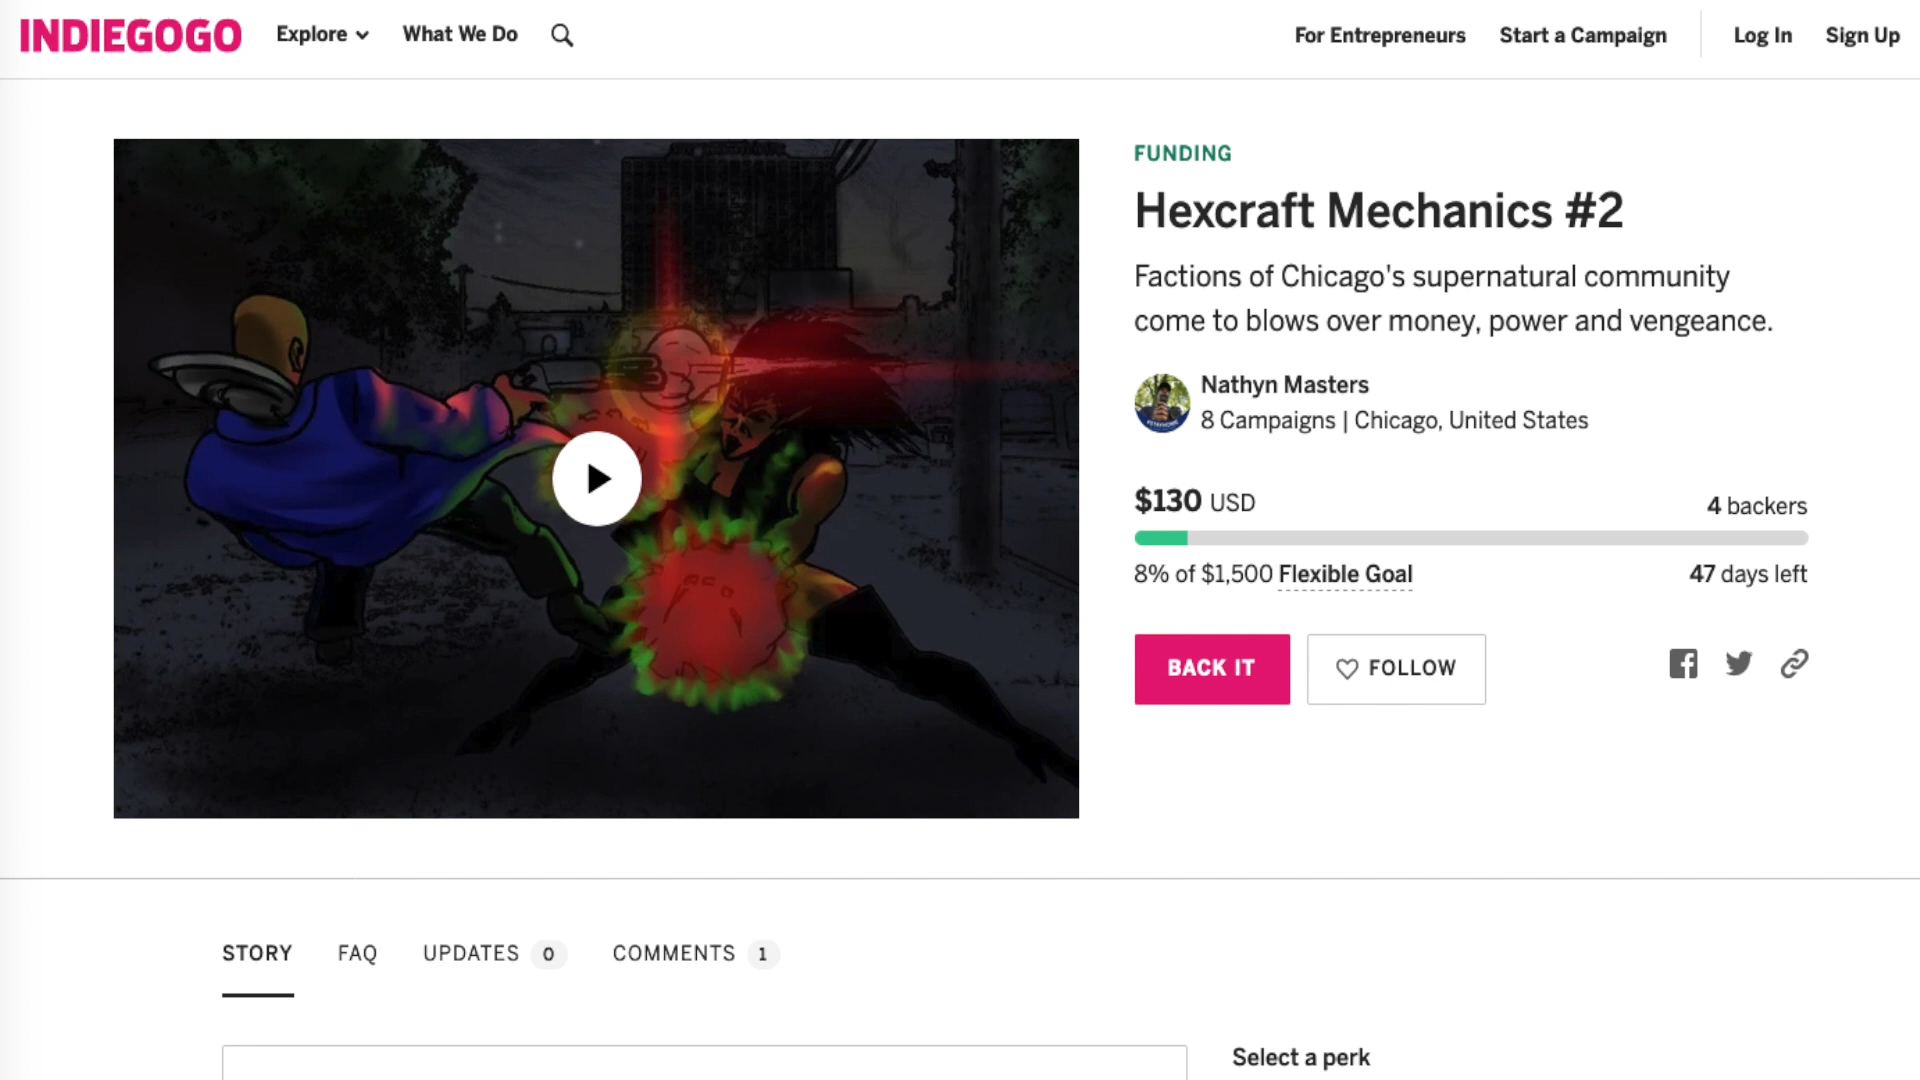 INDIEGOGO Explore What We Do For Entrepreneurs Start a Campaign Log In Sign Up
FUNDING
Hexcraft Mechanics #2
Factions of Chicago's supernatural community
come to blows over money, power and vengeance.
Nathyn Masters
8 Campaigns | Chicago, United States
$130 USD 4 backers
8% of $1,500 Flexible Goal 47 days left
BACK IT FOLLOW
STORY FAQ UPDATES 0 COMMENTS 1
Select a perk